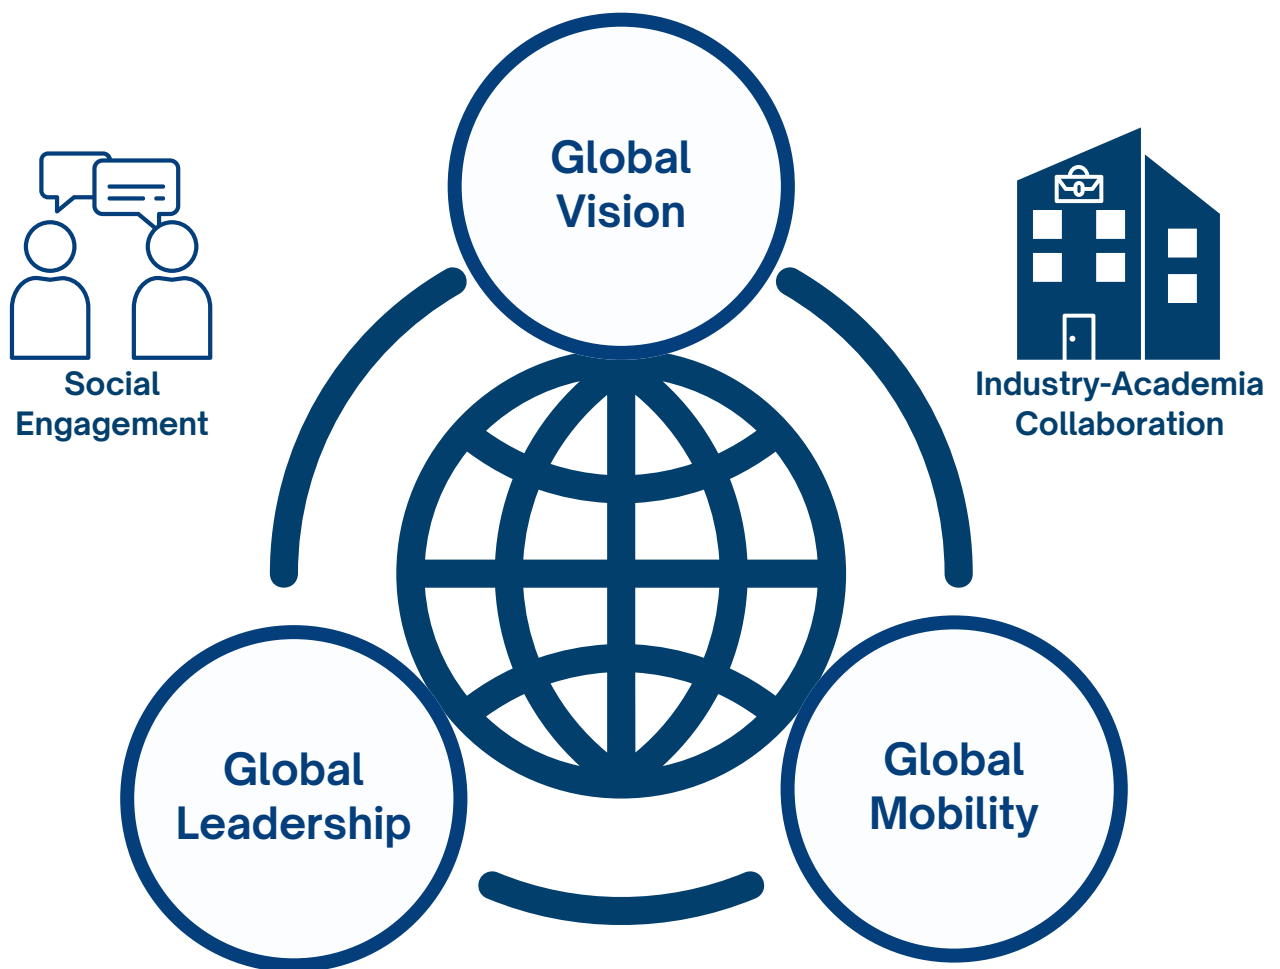 Global
Vision
Social
Engagement
Industry-Academia
Collaboration
Global
Leadership
Global
Mobility